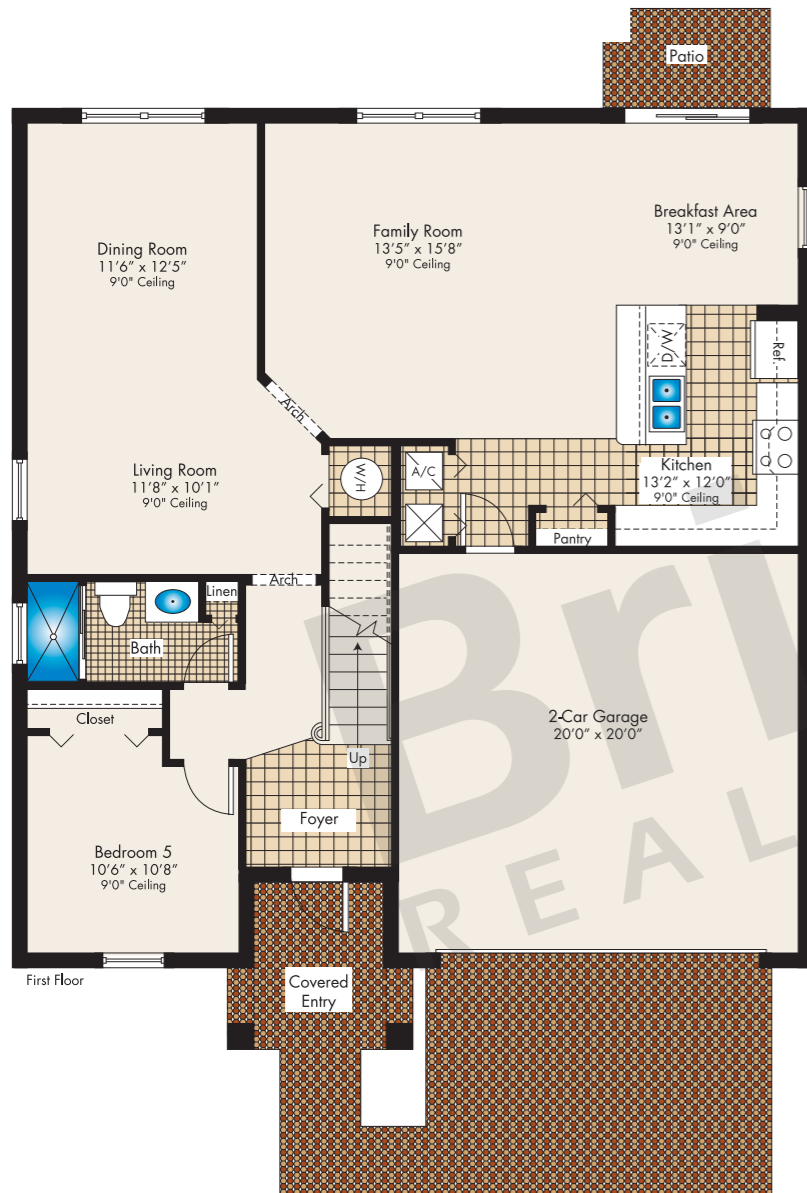 Patio
Dining Room
11'6" x 12'5"
9'0" Ceiling
Family Room
13'5" x 15'8"
9'0" Ceiling
Breakfast Area
13'1" x 9'0"
9'0" Ceiling
D/W
Ref.
Arch
Living Room
11'8" x 10'1"
9'0" Ceiling
W/H
A/C
Kitchen
13'2" x 12'0"
9'0" Ceiling
Pantry
Arch
Linen
Bath
Closet
2-Car Garage
20'0" x 20'0"
Up
Foyer
Bedroom 5
10'6" x 10'8"
9'0" Ceiling
First Floor
Covered
Entry
Bri
REAL